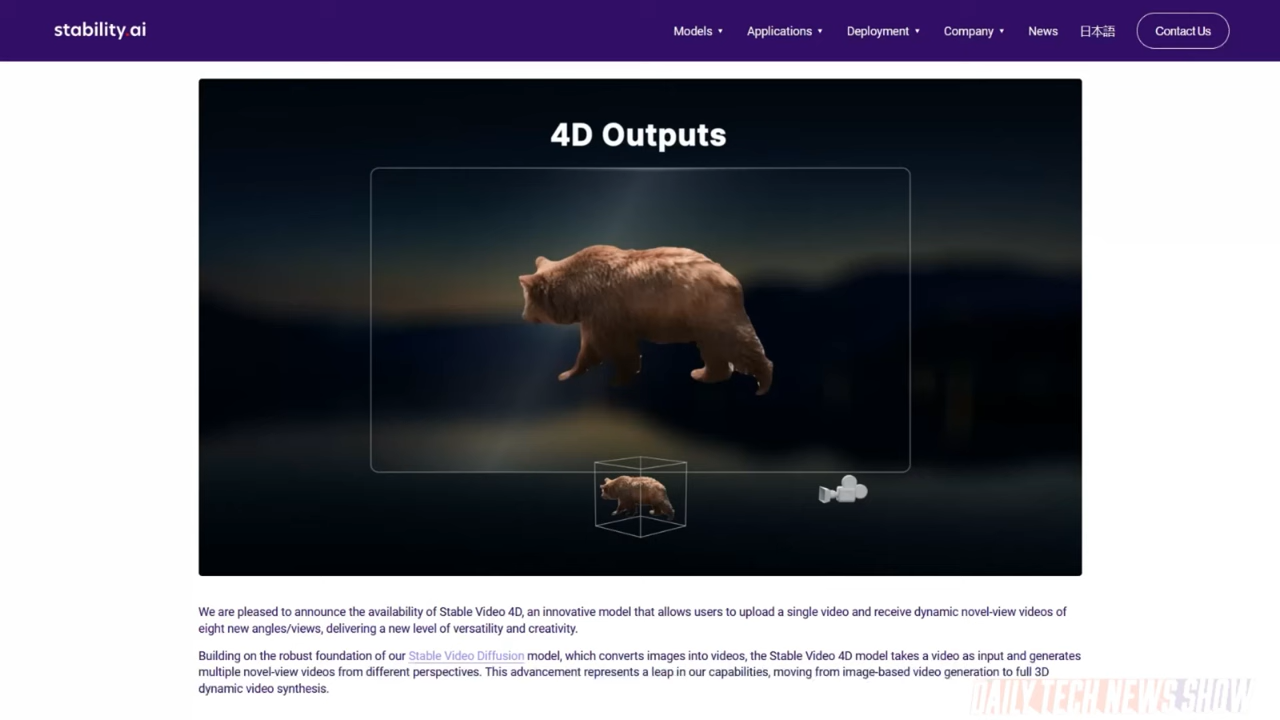 stability.ai
Models ▼ Applications ▼ Deployment ▼ Company ▼ News 日本語 Contact Us
4D Outputs
We are pleased to announce the availability of Stable Video 4D, an innovative model that allows users to upload a single video and receive dynamic novel-view videos of
eight new angles/views, delivering a new level of versatility and creativity.
Building on the robust foundation of our Stable Video Diffusion model, which converts images into videos, the Stable Video 4D model takes a video as input and generates
multiple novel-view videos from different perspectives. This advancement represents a leap in our capabilities, moving from image-based video generation to full 3D
dynamic video synthesis.
DAILY TECH NEWS SHOW